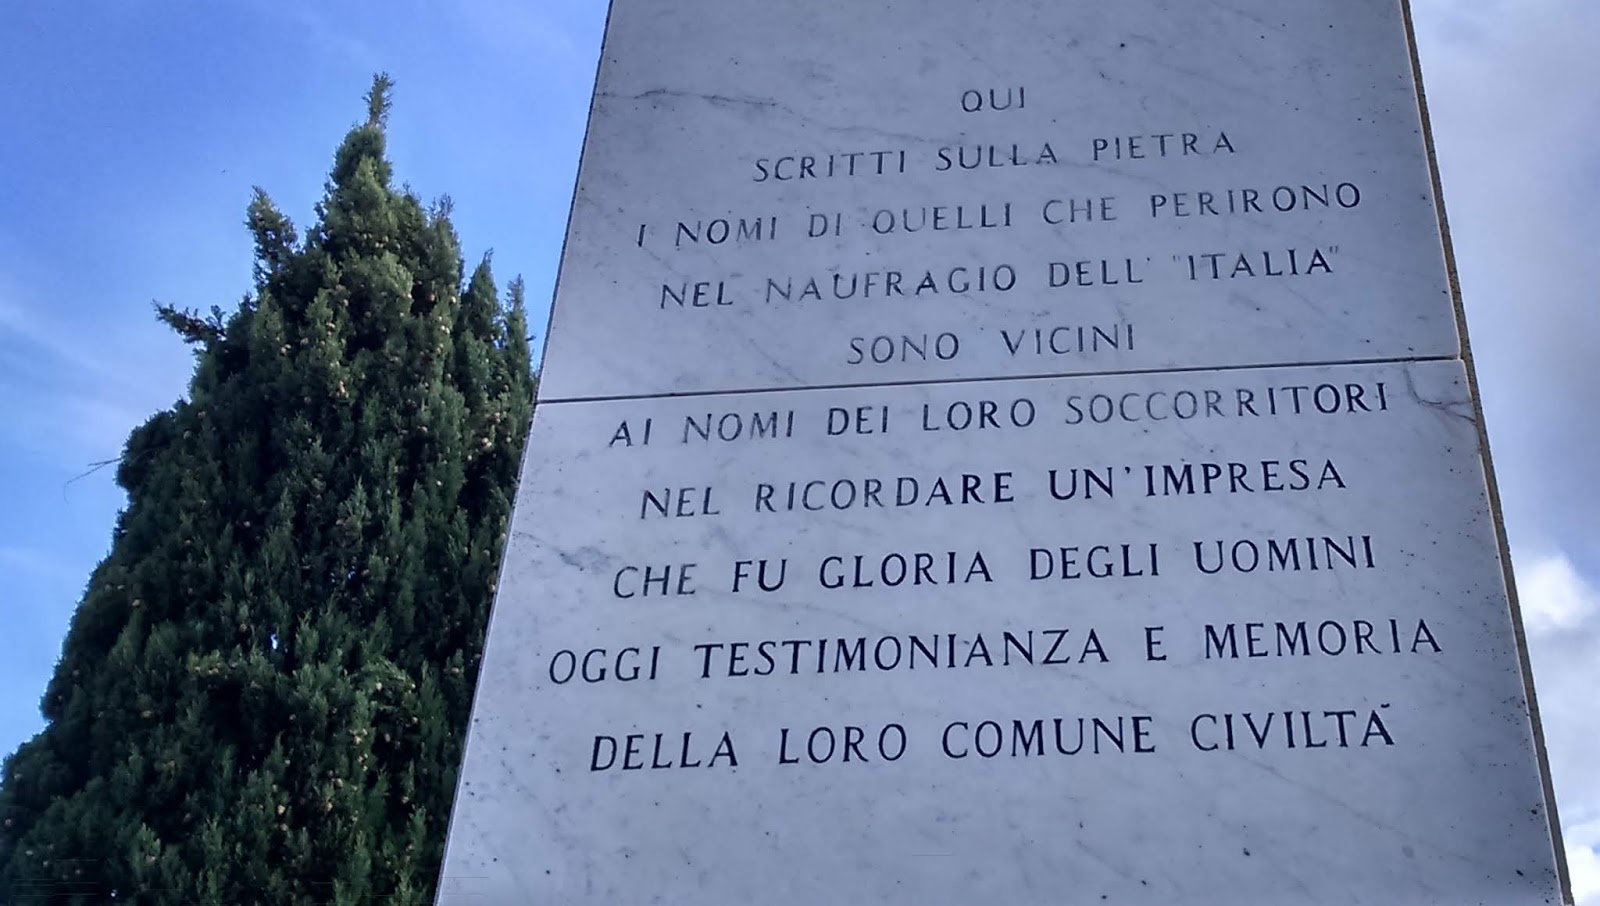 QUI
SCRITTI SULLA PIETRA
I NOMI DI QUELLI CHE PERIRONO
NEL NAUFRAGIO DELL' "ITALIA"
SONO VICINI
AI NOMI DEI LORO SOCCORRITORI
NEL RICORDARE UN'IMPRESA
CHE FU GLORIA DEGLI UOMINI
OGGI TESTIMONIANZA E MEMORIA
DELLA LORO COMUNE CIVILTÀ